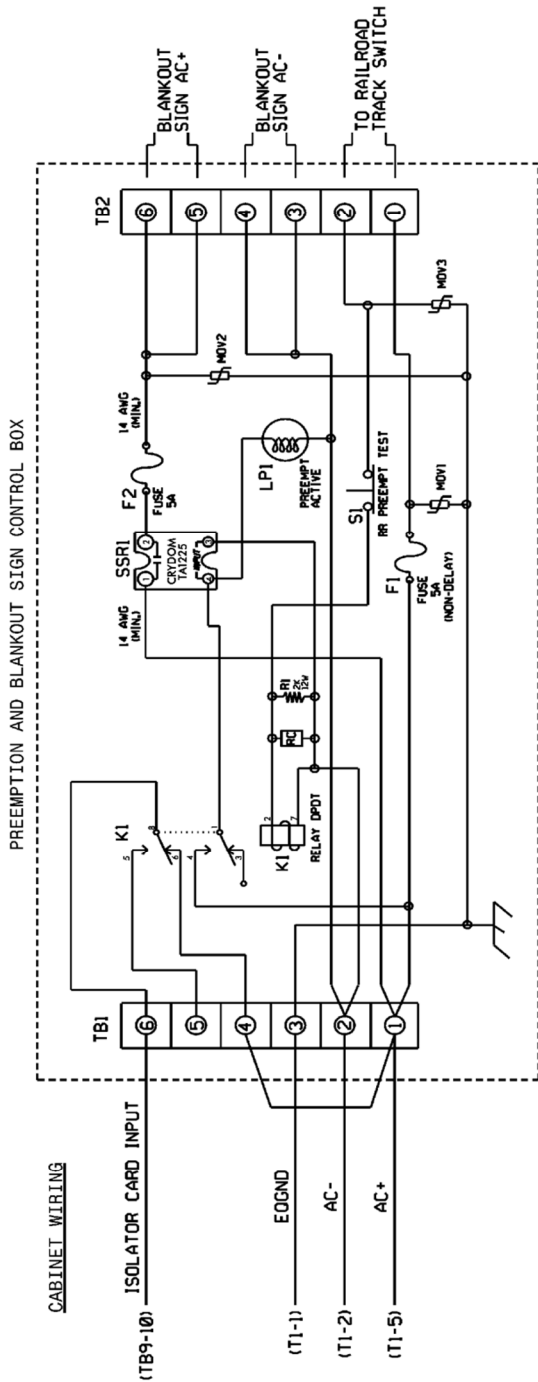 PREEMPTION AND BLANKOUT SIGN CONTROL BOX
CABINET WIRING
(TB9-10)
ISOLATOR CARD INPUT
(T1-1)
EQGND
(T1-2)
AC-
(T1-5)
AC+
TB1
6
5
4
3
2
1
K1
5
8
6
4
1
3
K1
2
7
RELAY DPDT
RC
R1
2K
12W
14 AWG
(MIN.)
SSR1
1
2
CRYDOM
TA1225
INPUT
4
3
F2
FUSE
5A
14 AWG
(MIN.)
MOV2
LP1
PREEMPT
ACTIVE
S1
RR PREEMPT TEST
F1
FUSE
5A
(NON-DELAY)
MOV1
MOV3
TB2
6
5
4
3
2
1
BLANKOUT
SIGN AC+
BLANKOUT
SIGN AC-
TO RAILROAD
TRACK SWITCH